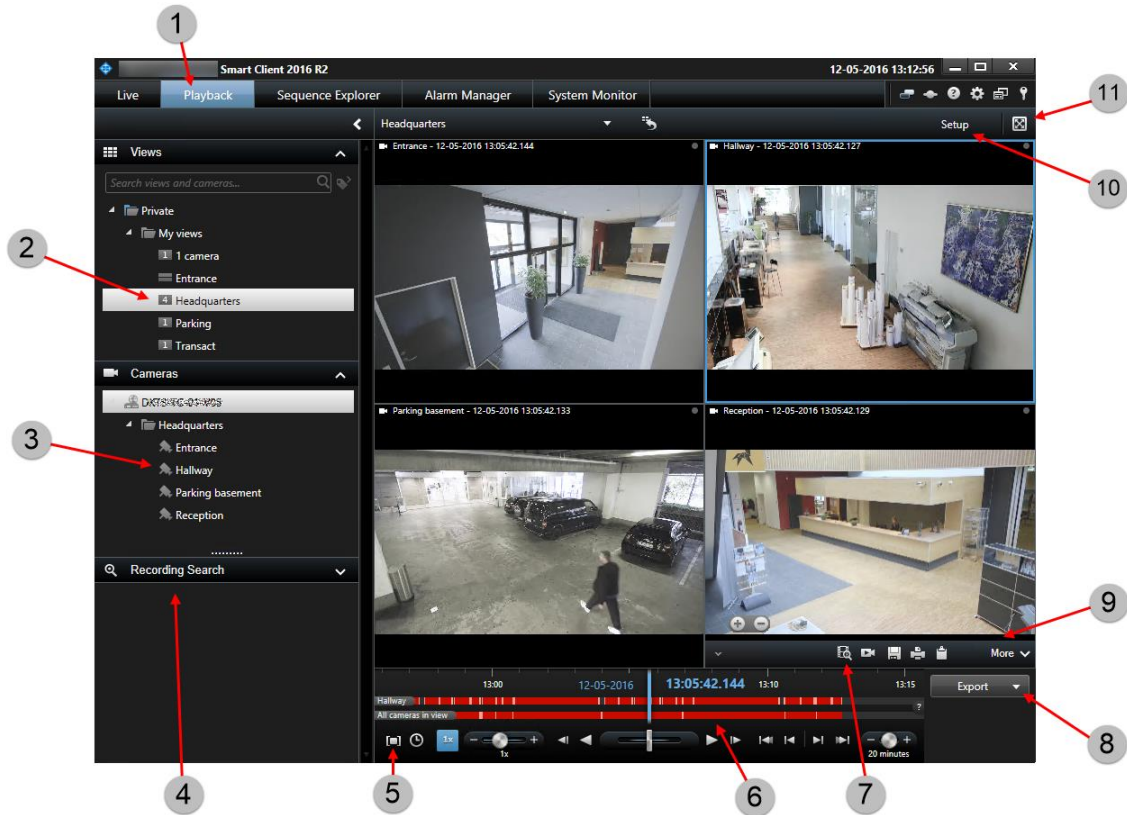 1
Smart Client 2016 R2
12-05-2016 13:12:56
Live Playback Sequence Explorer Alarm Manager System Monitor
11
Headquarters
Setup
10
Views
Entrance - 12-05-2016 13:05:42.144
Hallway - 12-05-2016 13:05:42.127
Search views and cameras...
Private
2
My views
1 1 camera
Entrance
4 Headquarters
1 Parking
1 Transact
Cameras
Parking basement - 12-05-2016 13:05:42.133
Reception - 12-05-2016 13:05:42.129
3
Headquarters
Entrance
Hallway
Parking basement
Reception
Recording Search
9
More
13:00 12-05-2016 13:05:42.144 13:10 13:15
Export
Hallway
?
All cameras in view
8
1x
1x
20 minutes
4
5
6
7